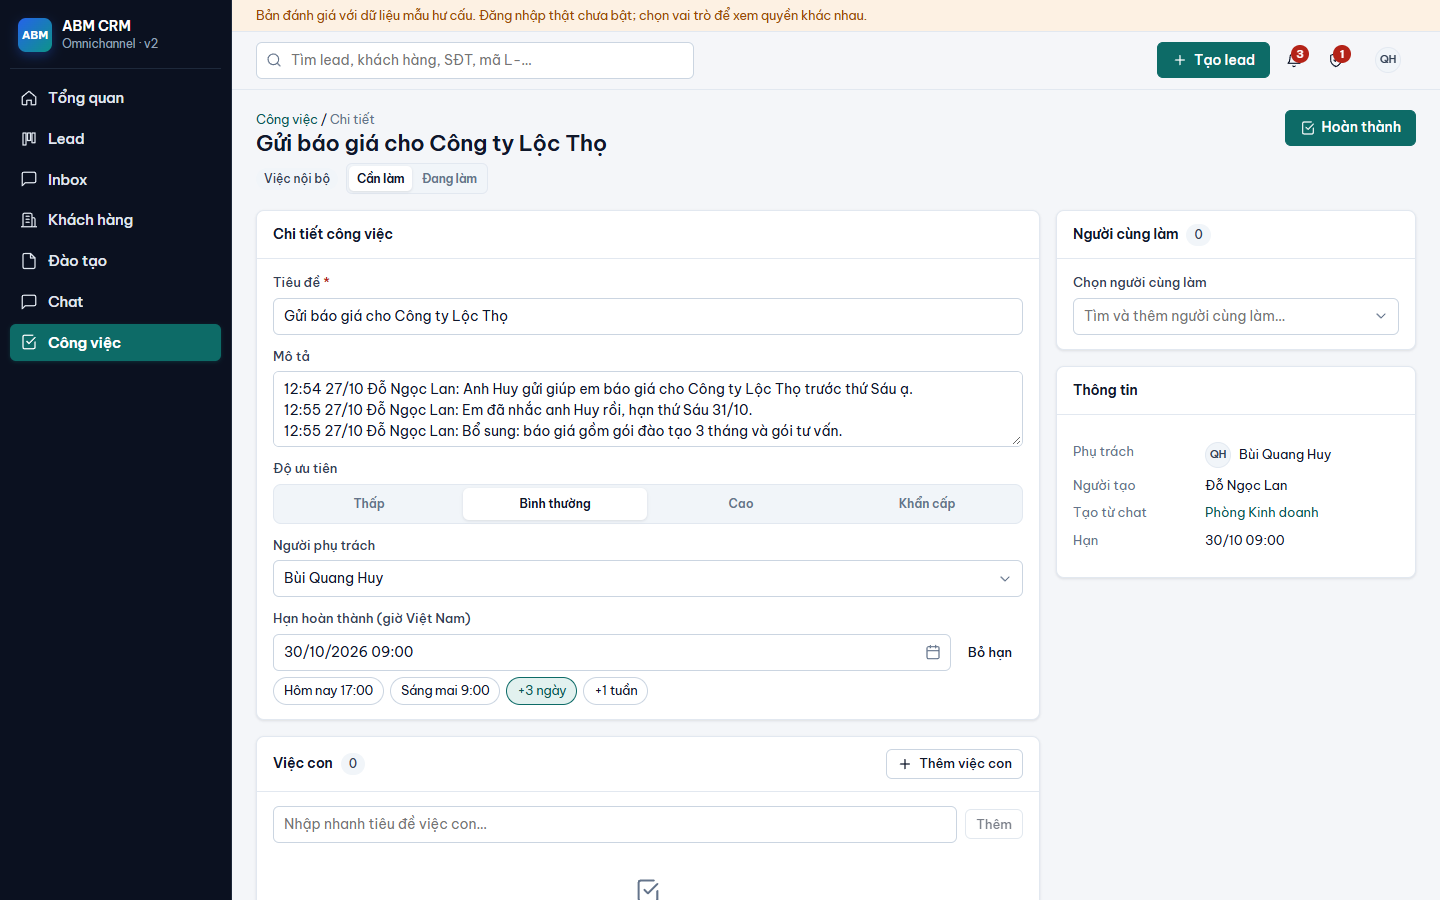 ABM
ABM CRM
Omnichannel · v2
Tổng quan
Lead
Inbox
Khách hàng
Đào tạo
Chat
Công việc
Bản đánh giá với dữ liệu mẫu hư cấu. Đăng nhập thật chưa bật; chọn vai trò để xem quyền khác nhau.
Tìm lead, khách hàng, SĐT, mã L-...
Tạo lead
3
1
QH
Công việc / Chi tiết
Gửi báo giá cho Công ty Lộc Thọ
Hoàn thành
Việc nội bộ
Cần làm
Đang làm
Chi tiết công việc
Tiêu đề *
Gửi báo giá cho Công ty Lộc Thọ
Mô tả
12:54 27/10 Đỗ Ngọc Lan: Anh Huy gửi giúp em báo giá cho Công ty Lộc Thọ trước thứ Sáu ạ.
12:55 27/10 Đỗ Ngọc Lan: Em đã nhắc anh Huy rồi, hạn thứ Sáu 31/10.
12:55 27/10 Đỗ Ngọc Lan: Bổ sung: báo giá gồm gói đào tạo 3 tháng và gói tư vấn.
Độ ưu tiên
Thấp
Bình thường
Cao
Khẩn cấp
Người phụ trách
Bùi Quang Huy
Hạn hoàn thành (giờ Việt Nam)
30/10/2026 09:00
Bỏ hạn
Hôm nay 17:00
Sáng mai 9:00
+3 ngày
+1 tuần
Việc con 0
Thêm việc con
Nhập nhanh tiêu đề việc con...
Thêm
Người cùng làm 0
Chọn người cùng làm
Tìm và thêm người cùng làm...
Thông tin
Phụ trách QH Bùi Quang Huy
Người tạo Đỗ Ngọc Lan
Tạo từ chat Phòng Kinh doanh
Hạn 30/10 09:00